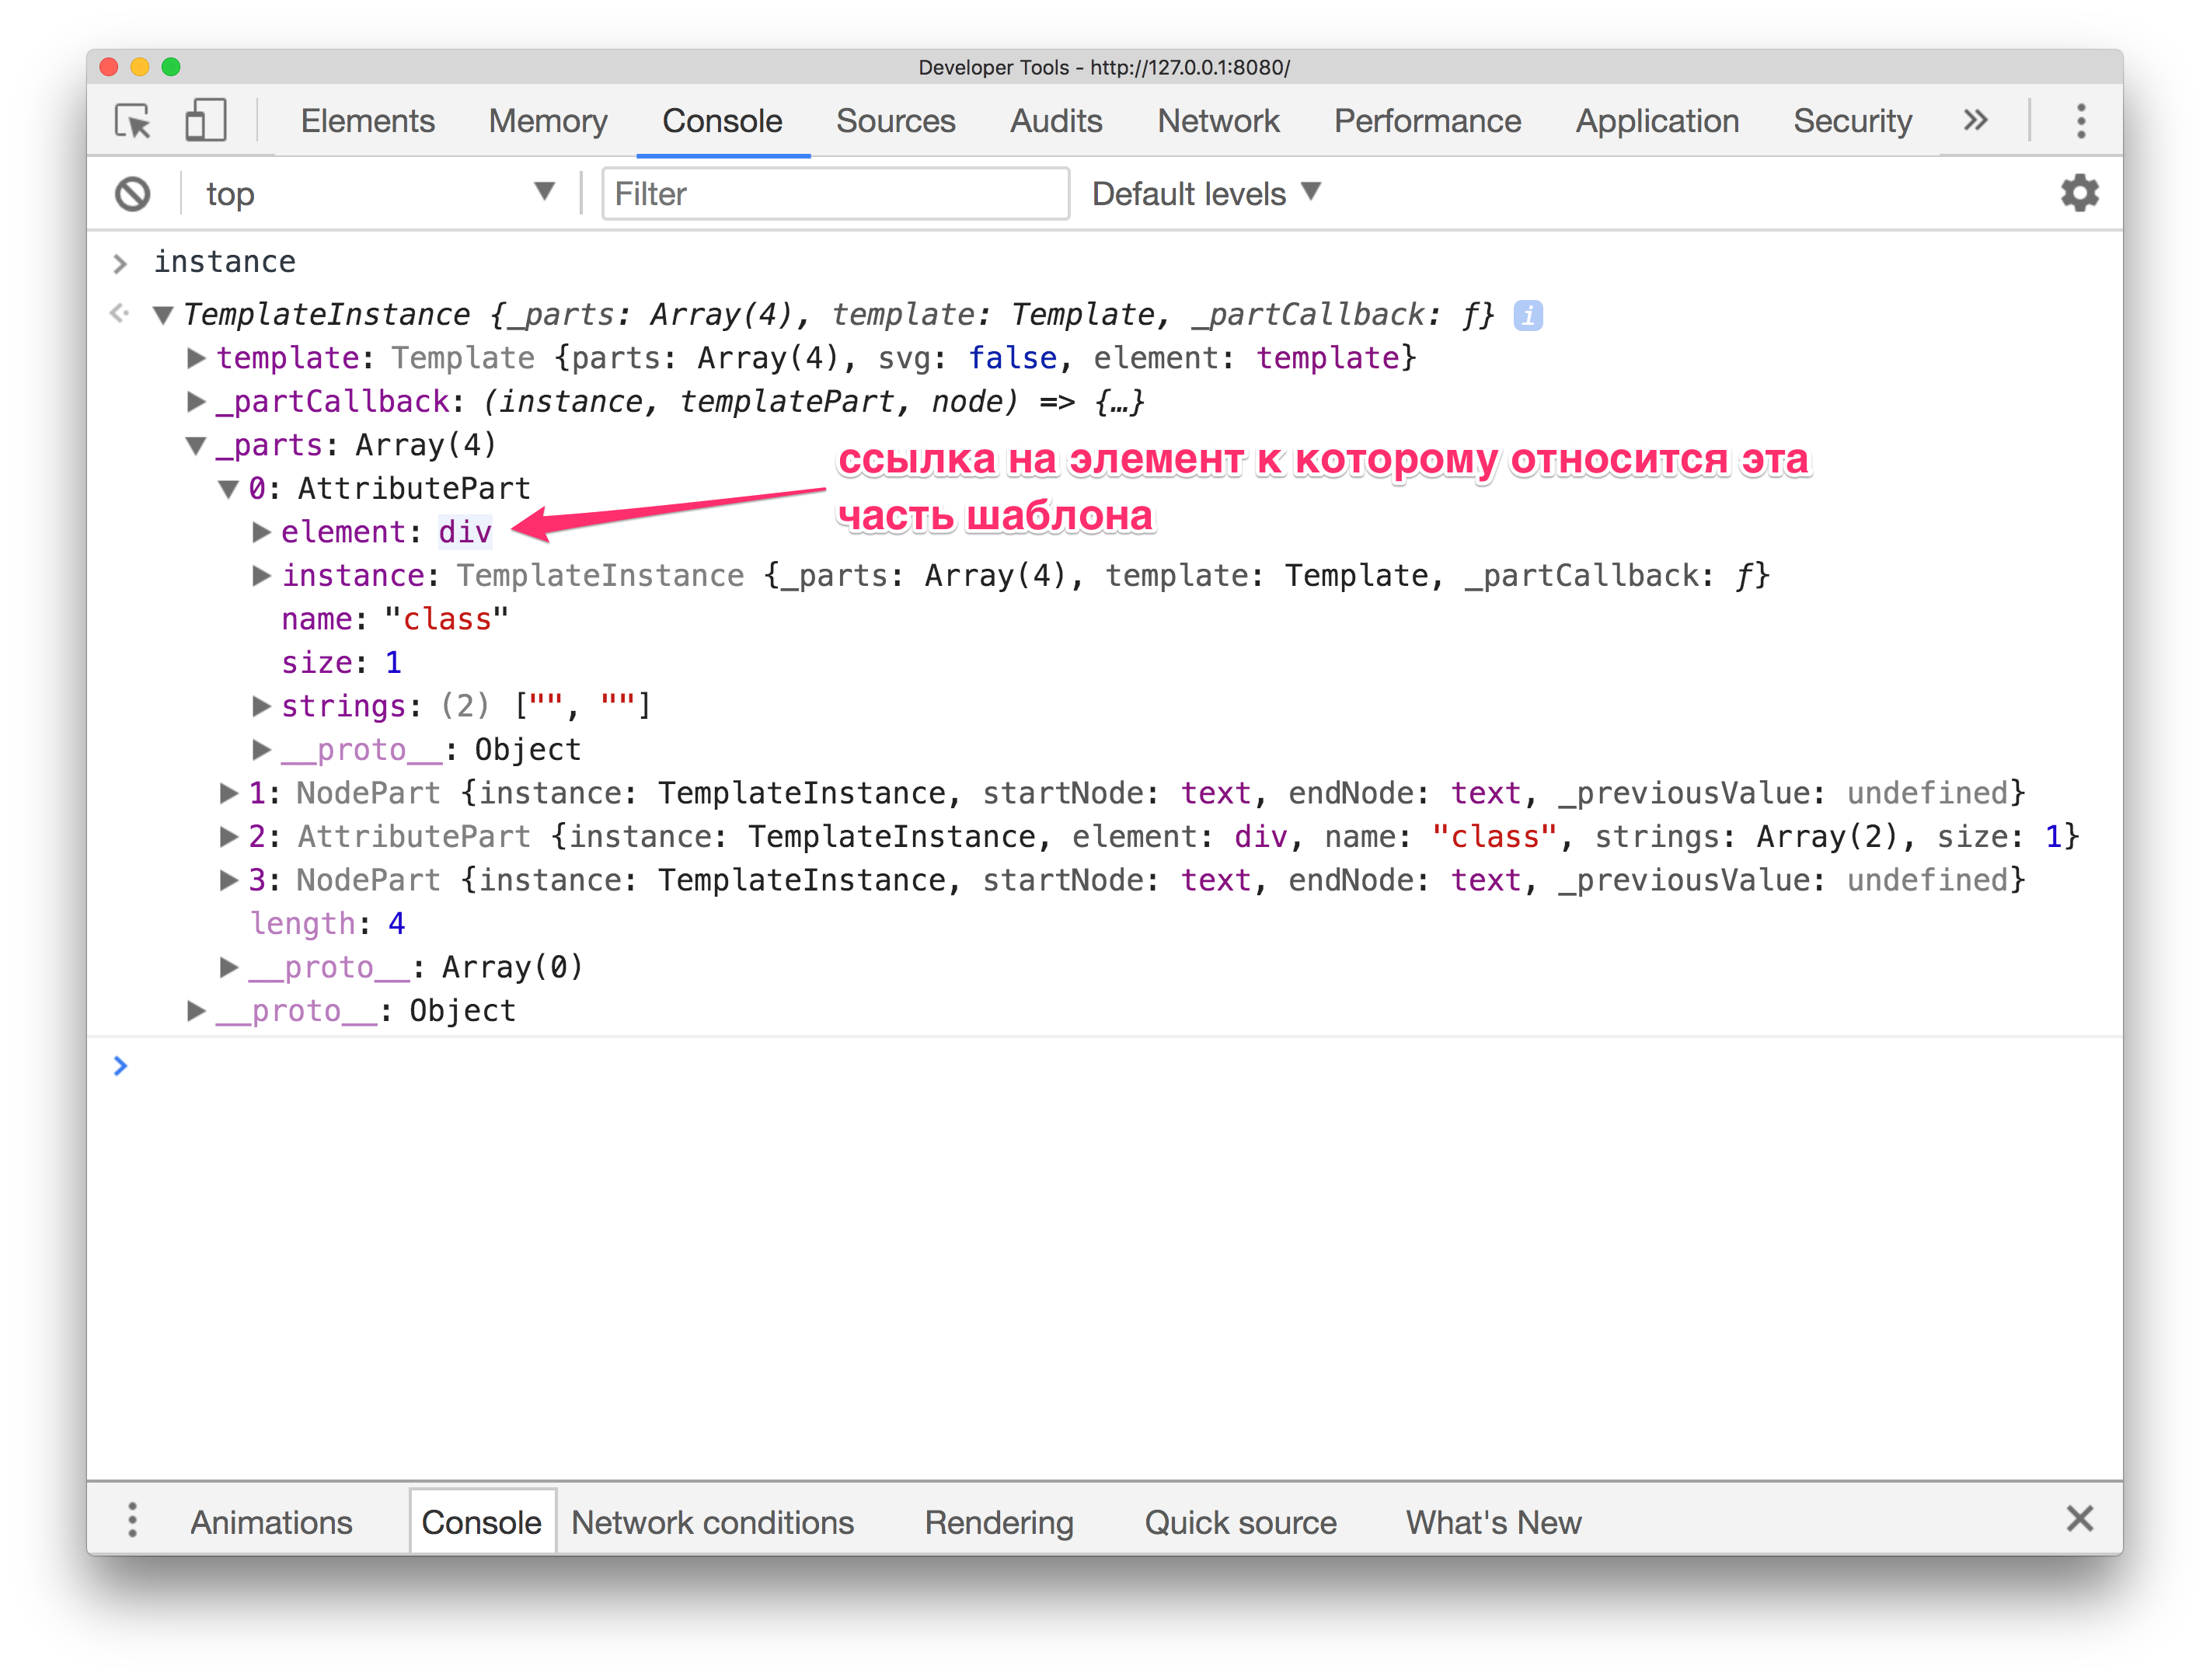 Developer Tools - http://127.0.0.1:8080/
Elements Memory Console Sources Audits Network Performance Application Security »
top ▼ Filter Default levels ▼
> instance
▼ TemplateInstance {_parts: Array(4), template: Template, _partCallback: ƒ} i
▶ template: Template {parts: Array(4), svg: false, element: template}
▶ _partCallback: (instance, templatePart, node) => {…}
▼ _parts: Array(4)
ссылка на элемент к которому относится эта
часть шаблона
▼ 0: AttributePart
▶ element: div
▶ instance: TemplateInstance {_parts: Array(4), template: Template, _partCallback: ƒ}
name: "class"
size: 1
▶ strings: (2) ["", ""]
▶ __proto__: Object
▶ 1: NodePart {instance: TemplateInstance, startNode: text, endNode: text, _previousValue: undefined}
▶ 2: AttributePart {instance: TemplateInstance, element: div, name: "class", strings: Array(2), size: 1}
▶ 3: NodePart {instance: TemplateInstance, startNode: text, endNode: text, _previousValue: undefined}
length: 4
▶ __proto__: Array(0)
▶ __proto__: Object
>
Animations Console Network conditions Rendering Quick source What's New